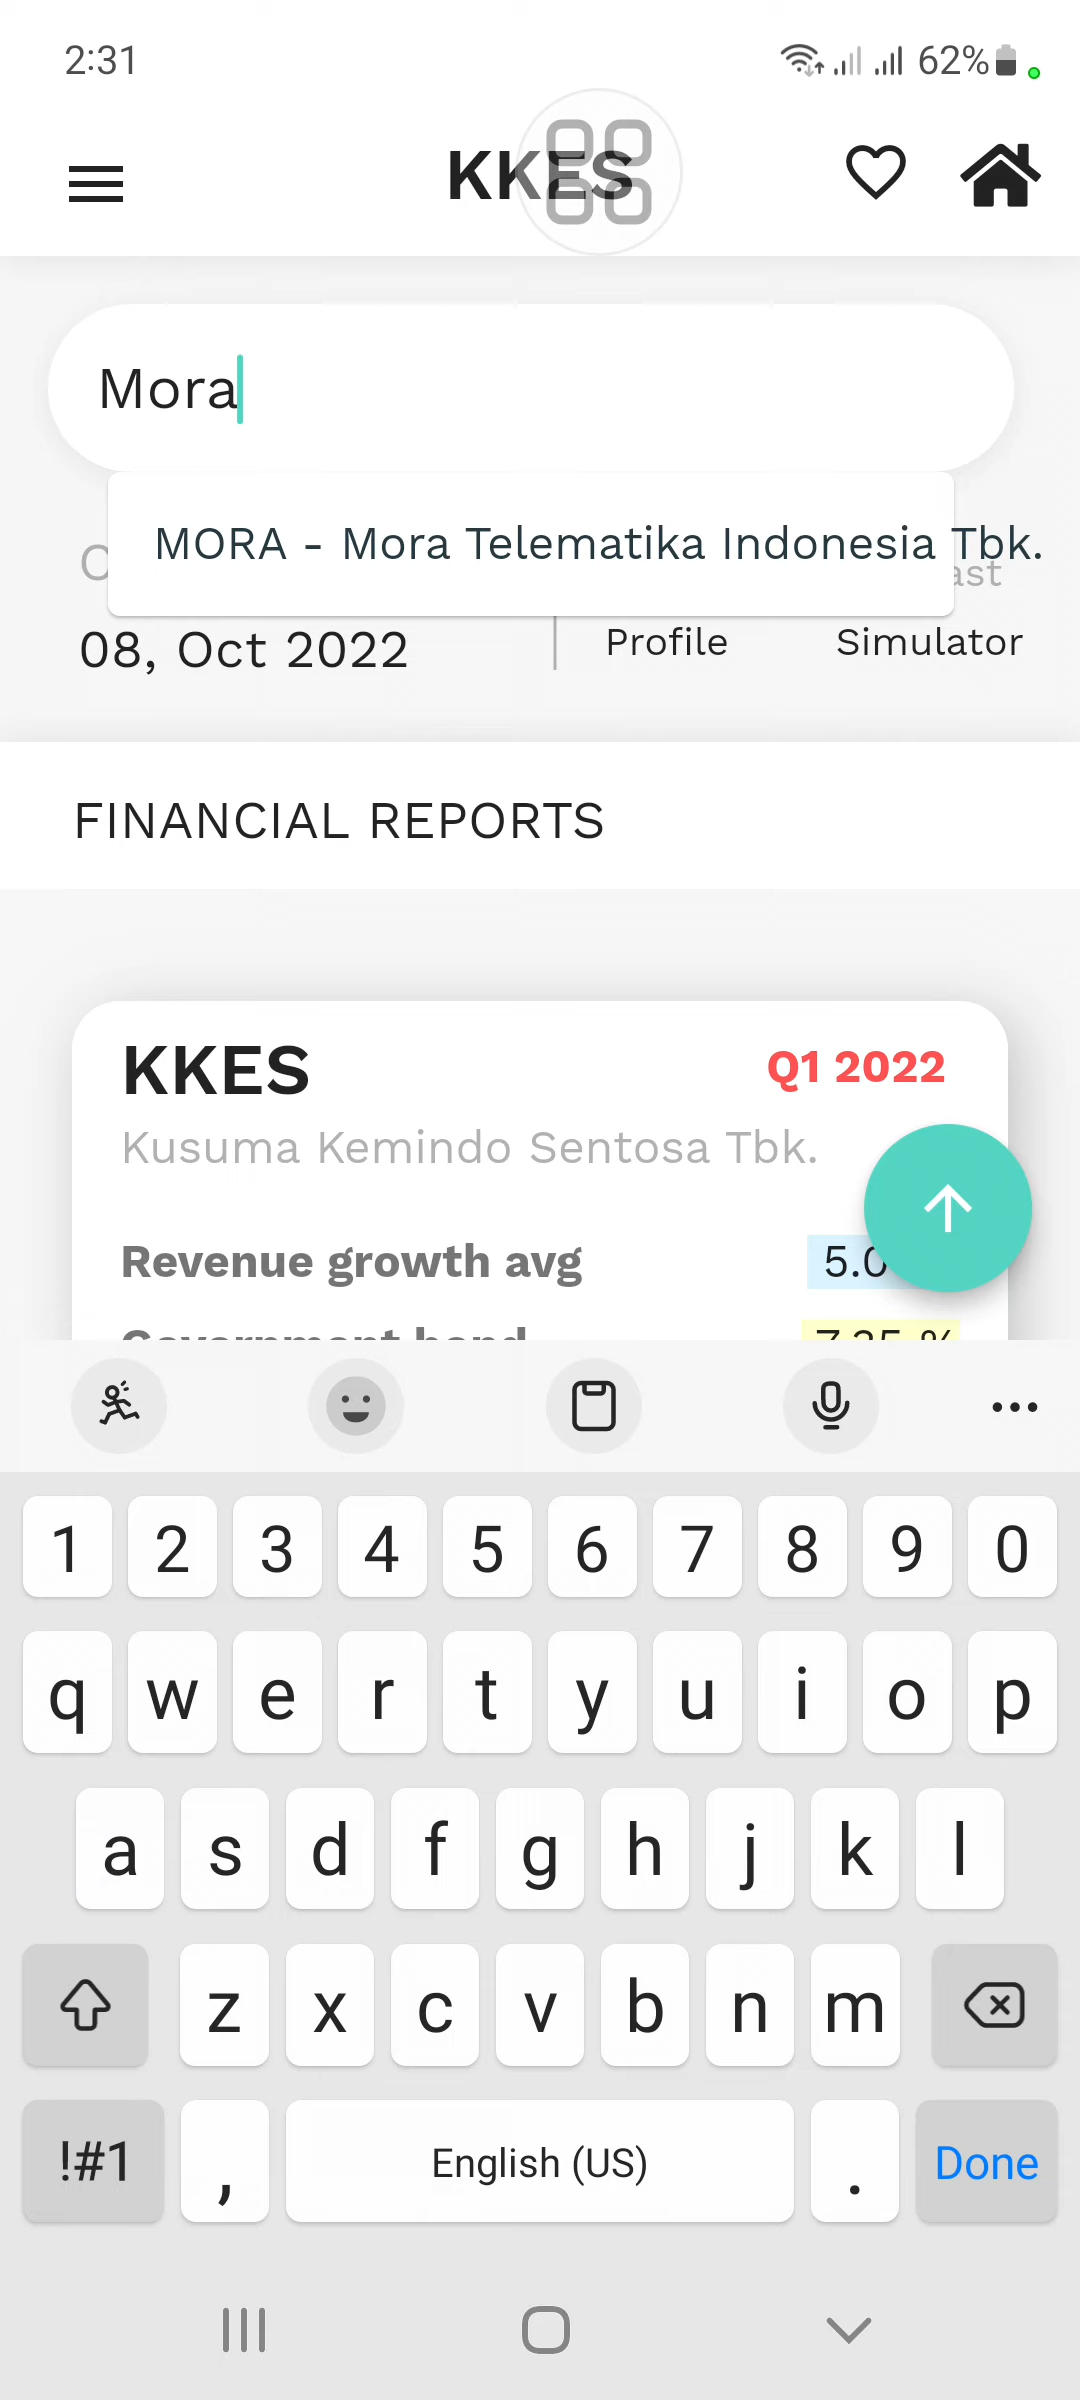 2:31
62%
KKES
Mora
MORA - Mora Telematika Indonesia Tbk.
08, Oct 2022
Profile
Simulator
FINANCIAL REPORTS
KKES
Q1 2022
Kusuma Kemindo Sentosa Tbk.
Revenue growth avg
5.0
1 2 3 4 5 6 7 8 9 0
q w e r t y u i o p
a s d f g h j k l
z x c v b n m
!#1 , English (US) . Done